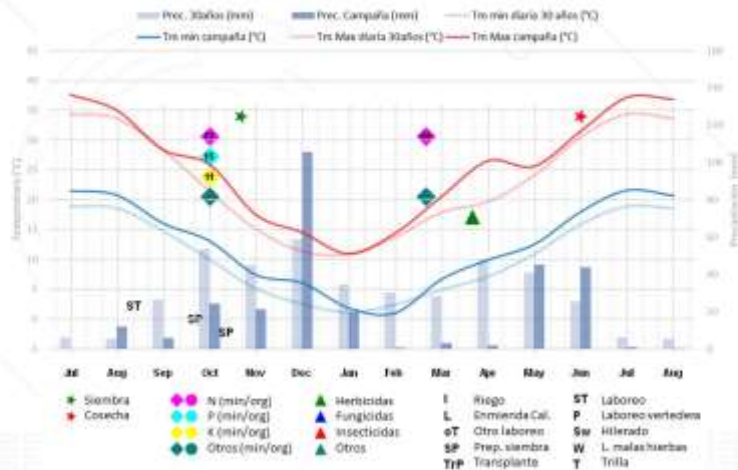 Prec. 30años (mm) Prec. Campaña (mm) Tm min diaria 30 años (°C)
Tm min campaña (°C) Tm Max diaria 30años (°C) Tm Max campaña (°C)
Temperatura (°C)
Precipitación (mm)
ST
SP
SP
Jul Aug Sep Oct Nov Dec Jan Feb Mar Apr May Jun Jul Aug
Siembra
Cosecha
N (min/org)
P (min/org)
K (min/org)
Otros (min/org)
Herbicidas
Fungicidas
Insecticidas
Otros
I Riego
L Enmienda Cal.
oT Otro laboreo
SP Prep. siembra
TrP Transplante
ST Laboreo
P Laboreo vertedera
Sw Hilerado
W L. malas hierbas
T Trilla